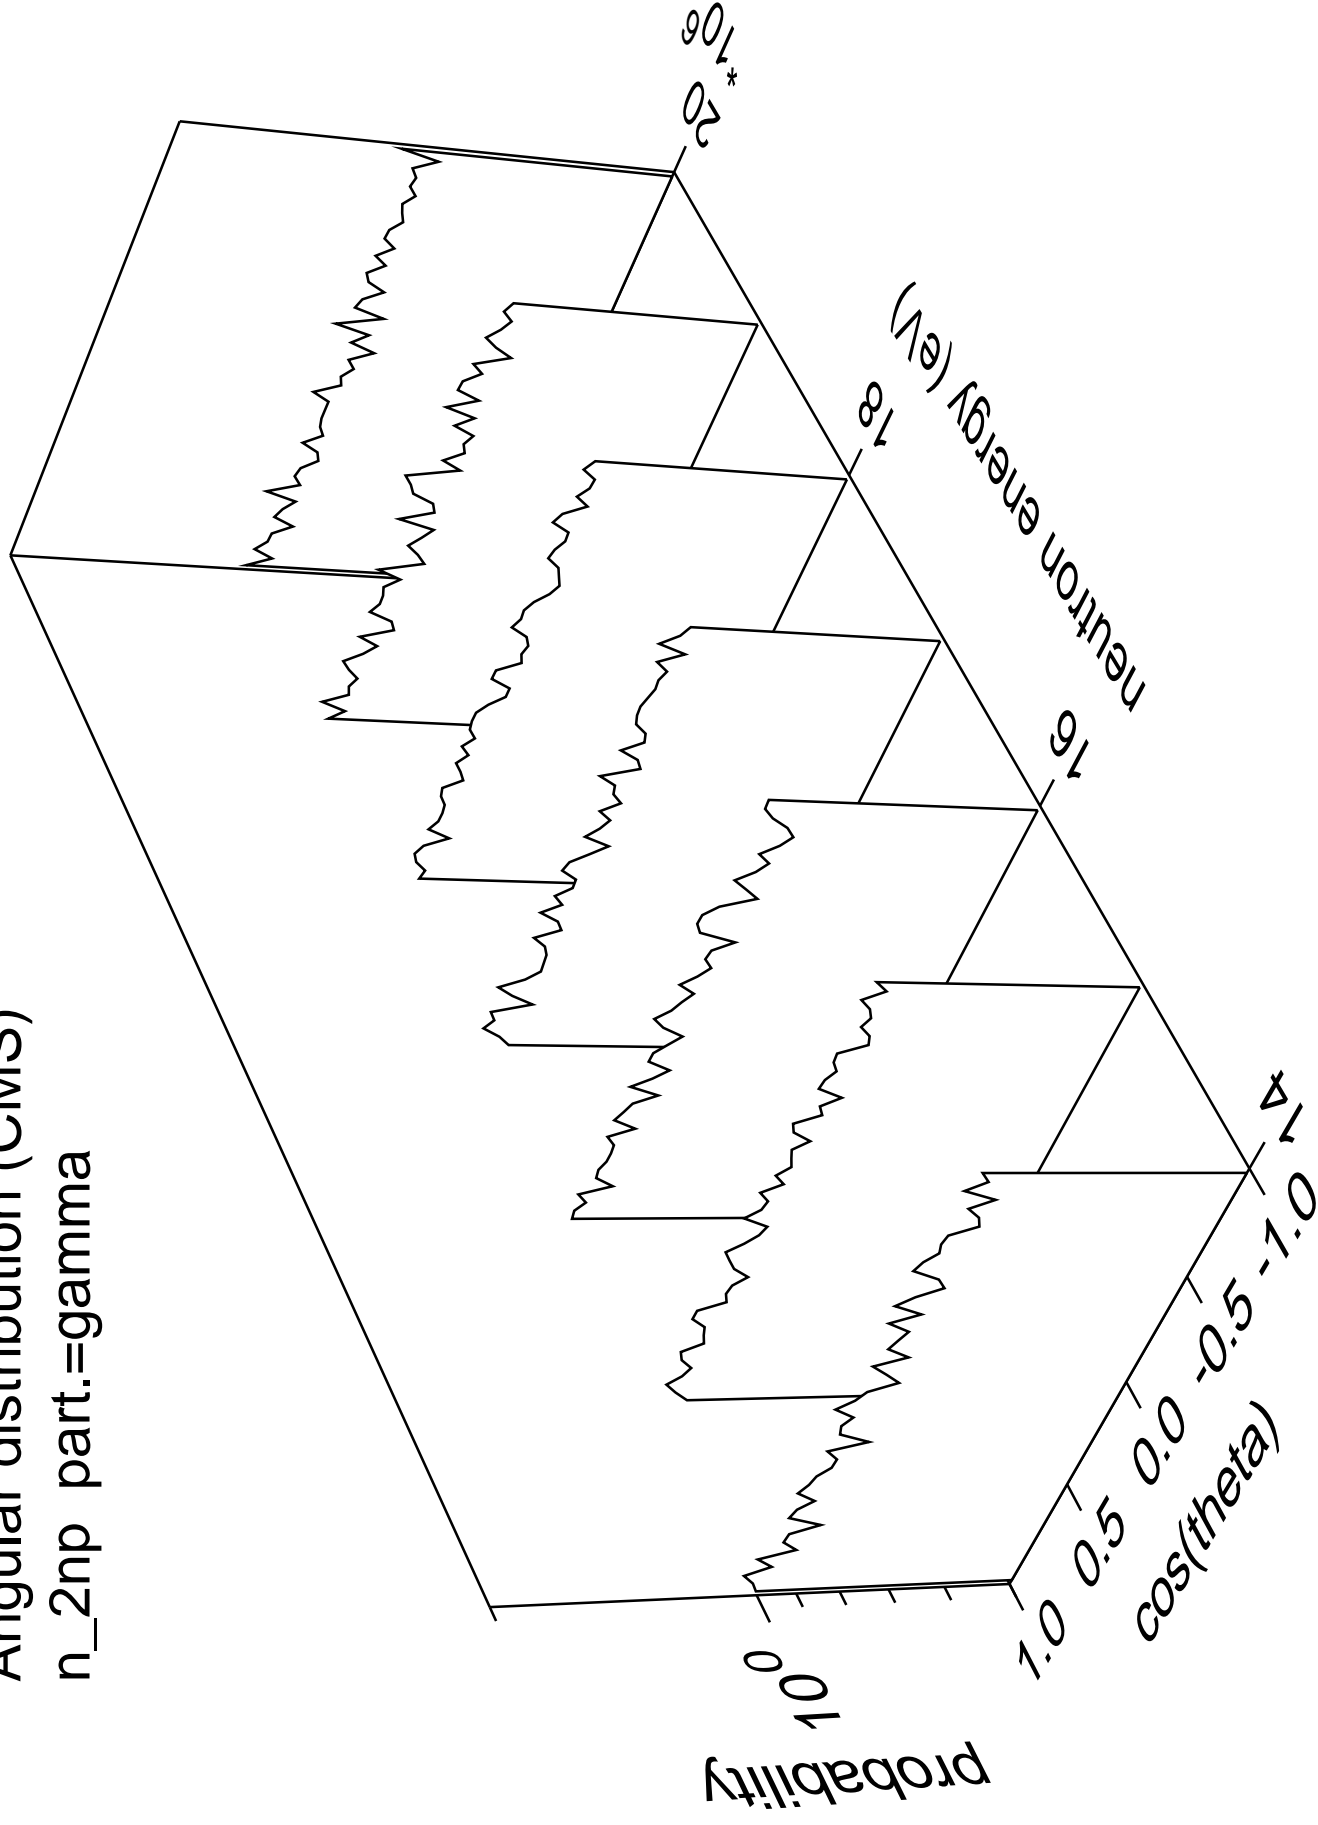 Angular distribution (CMS)
n_2np part.=gamma
probability
10
0
1.0
0.5
0.0
-0.5
-1.0
cos(theta)
14
16
18
20
*
10
6
neutron energy (eV)